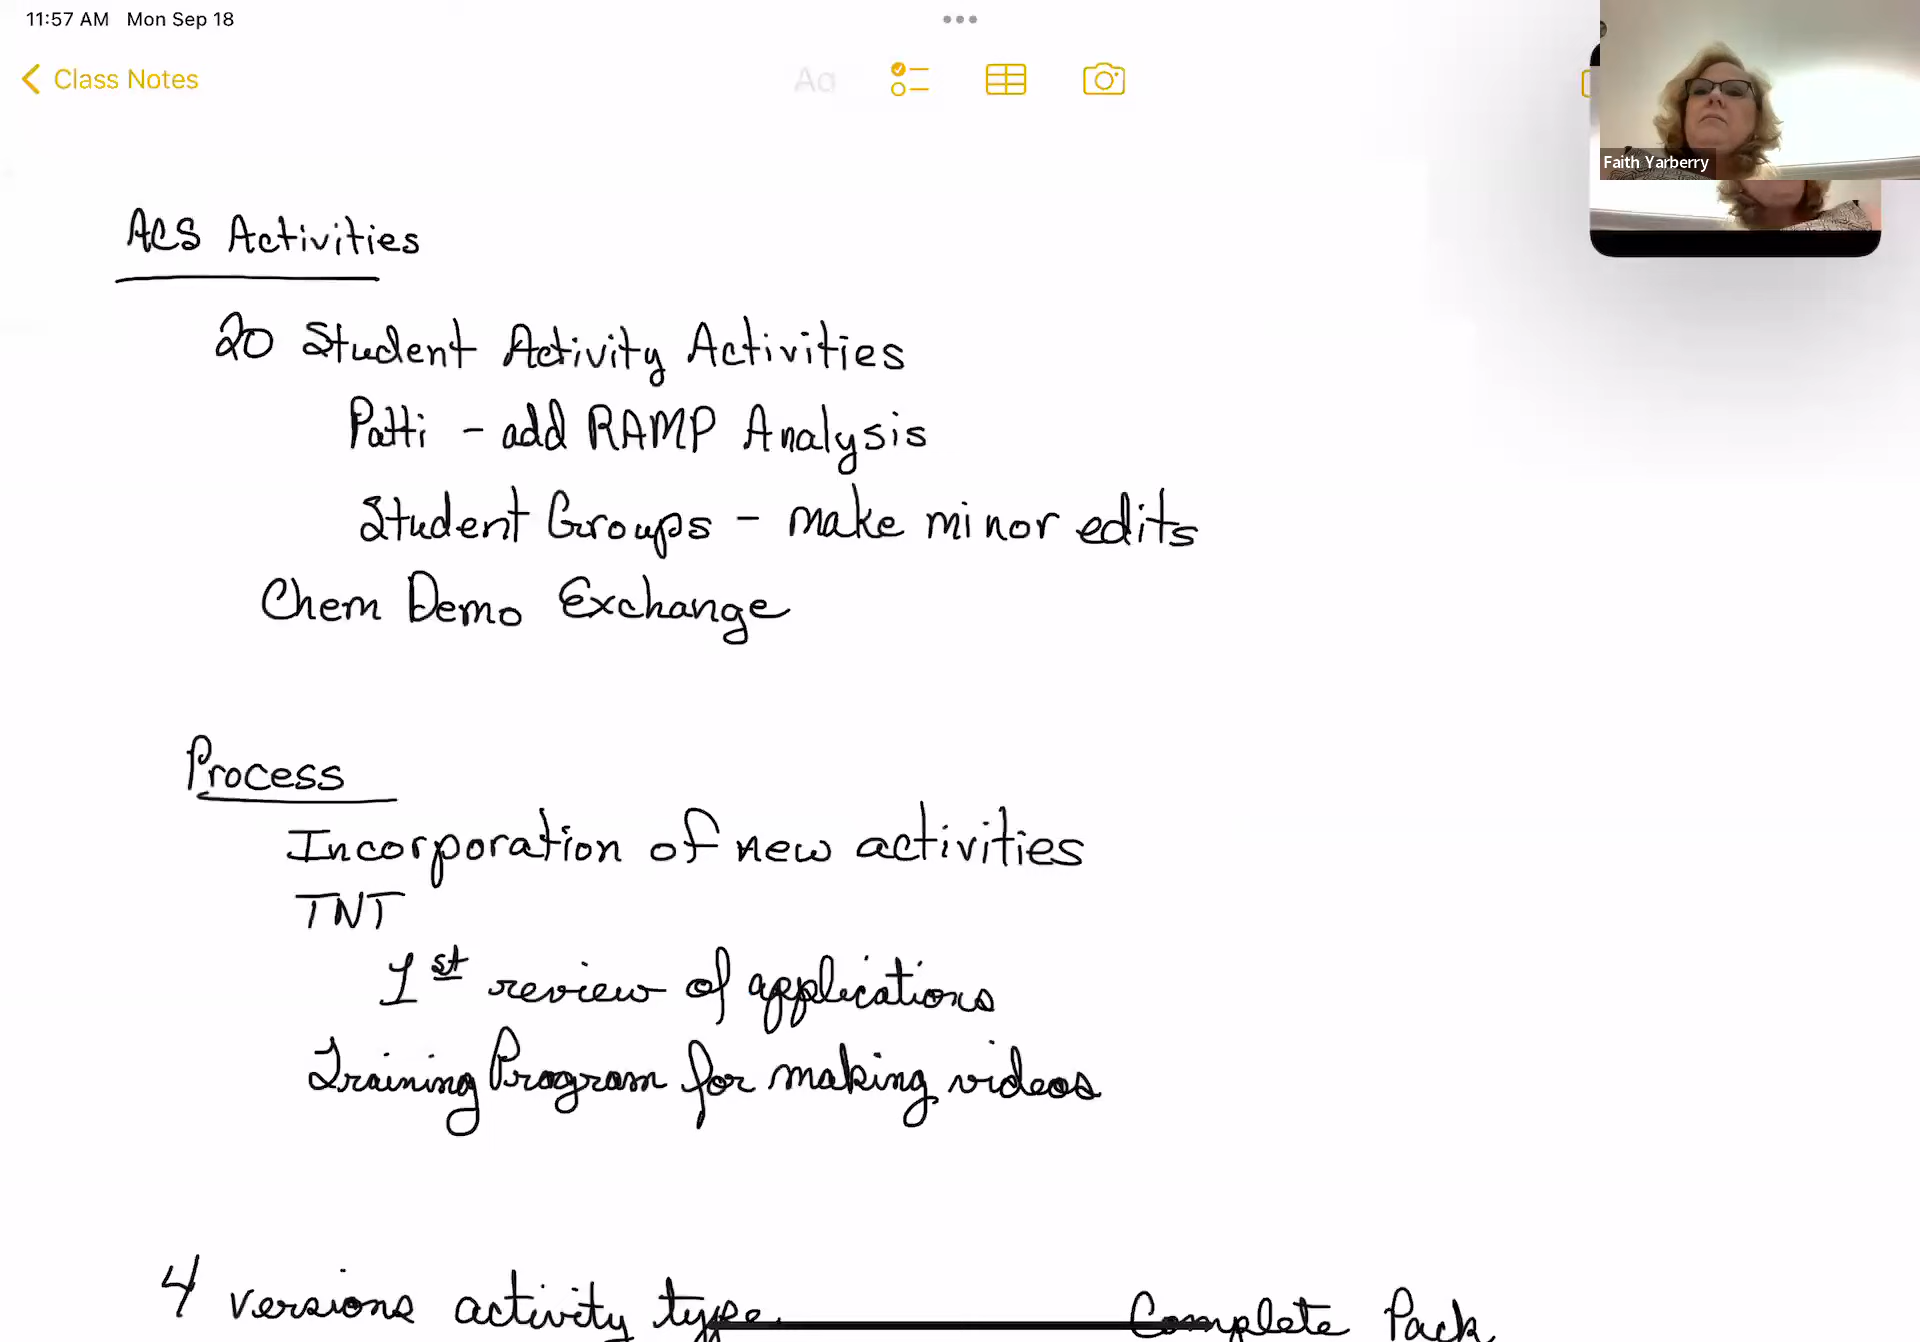 11:57 AM Mon Sep 18
Class Notes
Aa
Faith Yarberry
ACS Activities
20 Student Activity Activities
Patti - add RAMP Analysis
Student Groups - make minor edits
Chem Demo Exchange
Process
Incorporation of new activities
TNT
1st review of applications
Training Program for making videos
4 versions activity type. Complete Pack